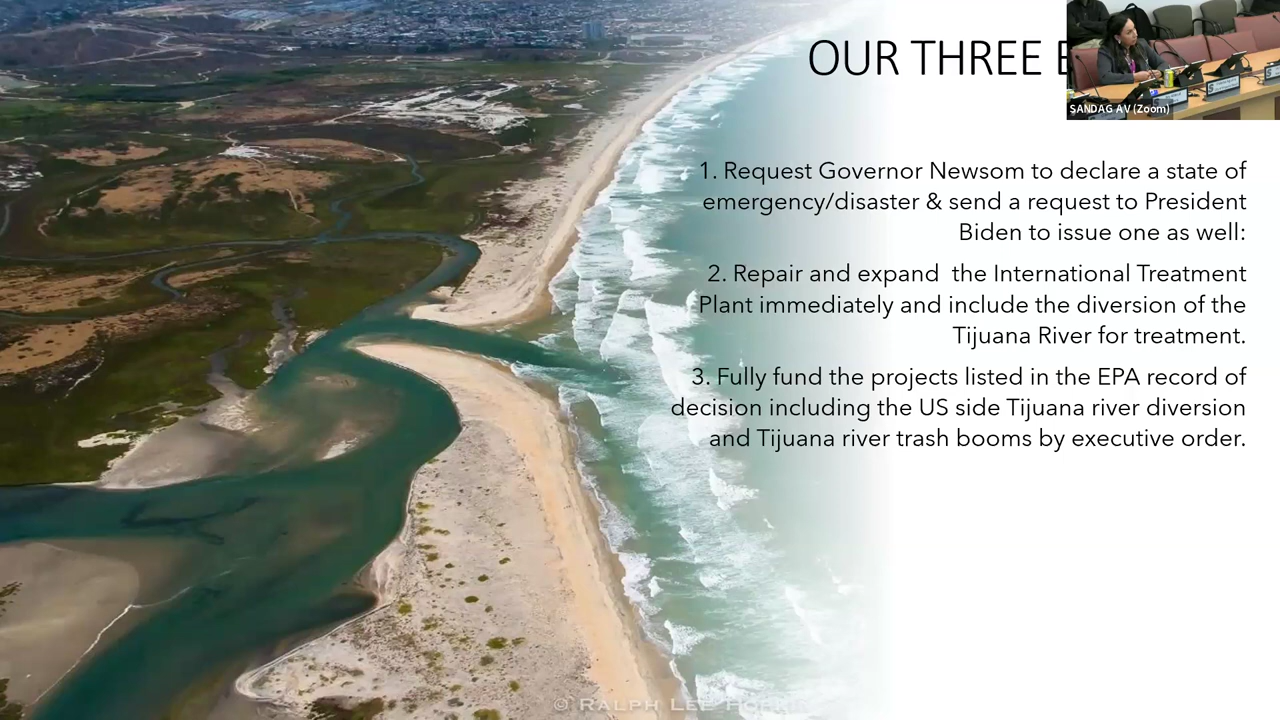 OUR THREE
SANDAG AV (Zoom)
1. Request Governor Newsom to declare a state of
emergency/disaster & send a request to President
Biden to issue one as well:
2. Repair and expand  the International Treatment
Plant immediately and include the diversion of the
Tijuana River for treatment.
3. Fully fund the projects listed in the EPA record of
decision including the US side Tijuana river diversion
and Tijuana river trash booms by executive order.
© RALPH LEE